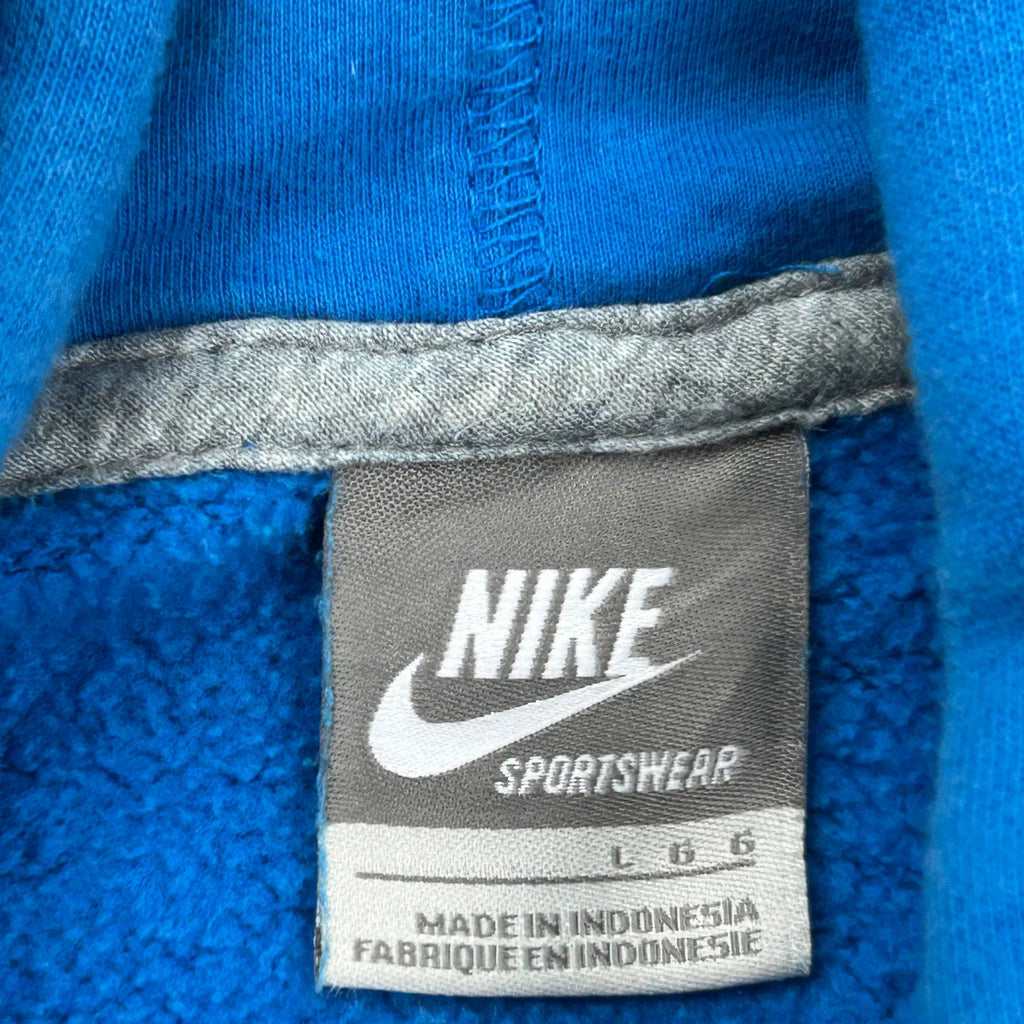 NIKE
SPORTSWEAR
L G G
MADE IN INDONESIA
FABRIQUE EN INDONESIE